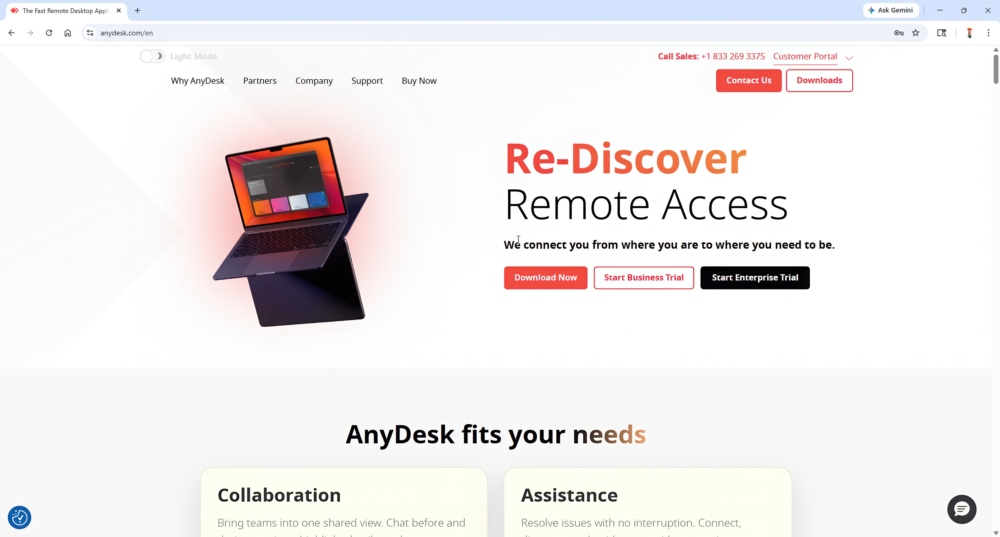 The Fast Remote Desktop Appli
Ask Gemini
anydesk.com/en
Light Mode
Call Sales: +1 833 269 3375 Customer Portal
Why AnyDesk Partners Company Support Buy Now
Contact Us Downloads
Re-Discover
Remote Access
We connect you from where you are to where you need to be.
Download Now Start Business Trial Start Enterprise Trial
AnyDesk fits your needs
Collaboration
Bring teams into one shared view. Chat before and
Assistance
Resolve issues with no interruption. Connect,